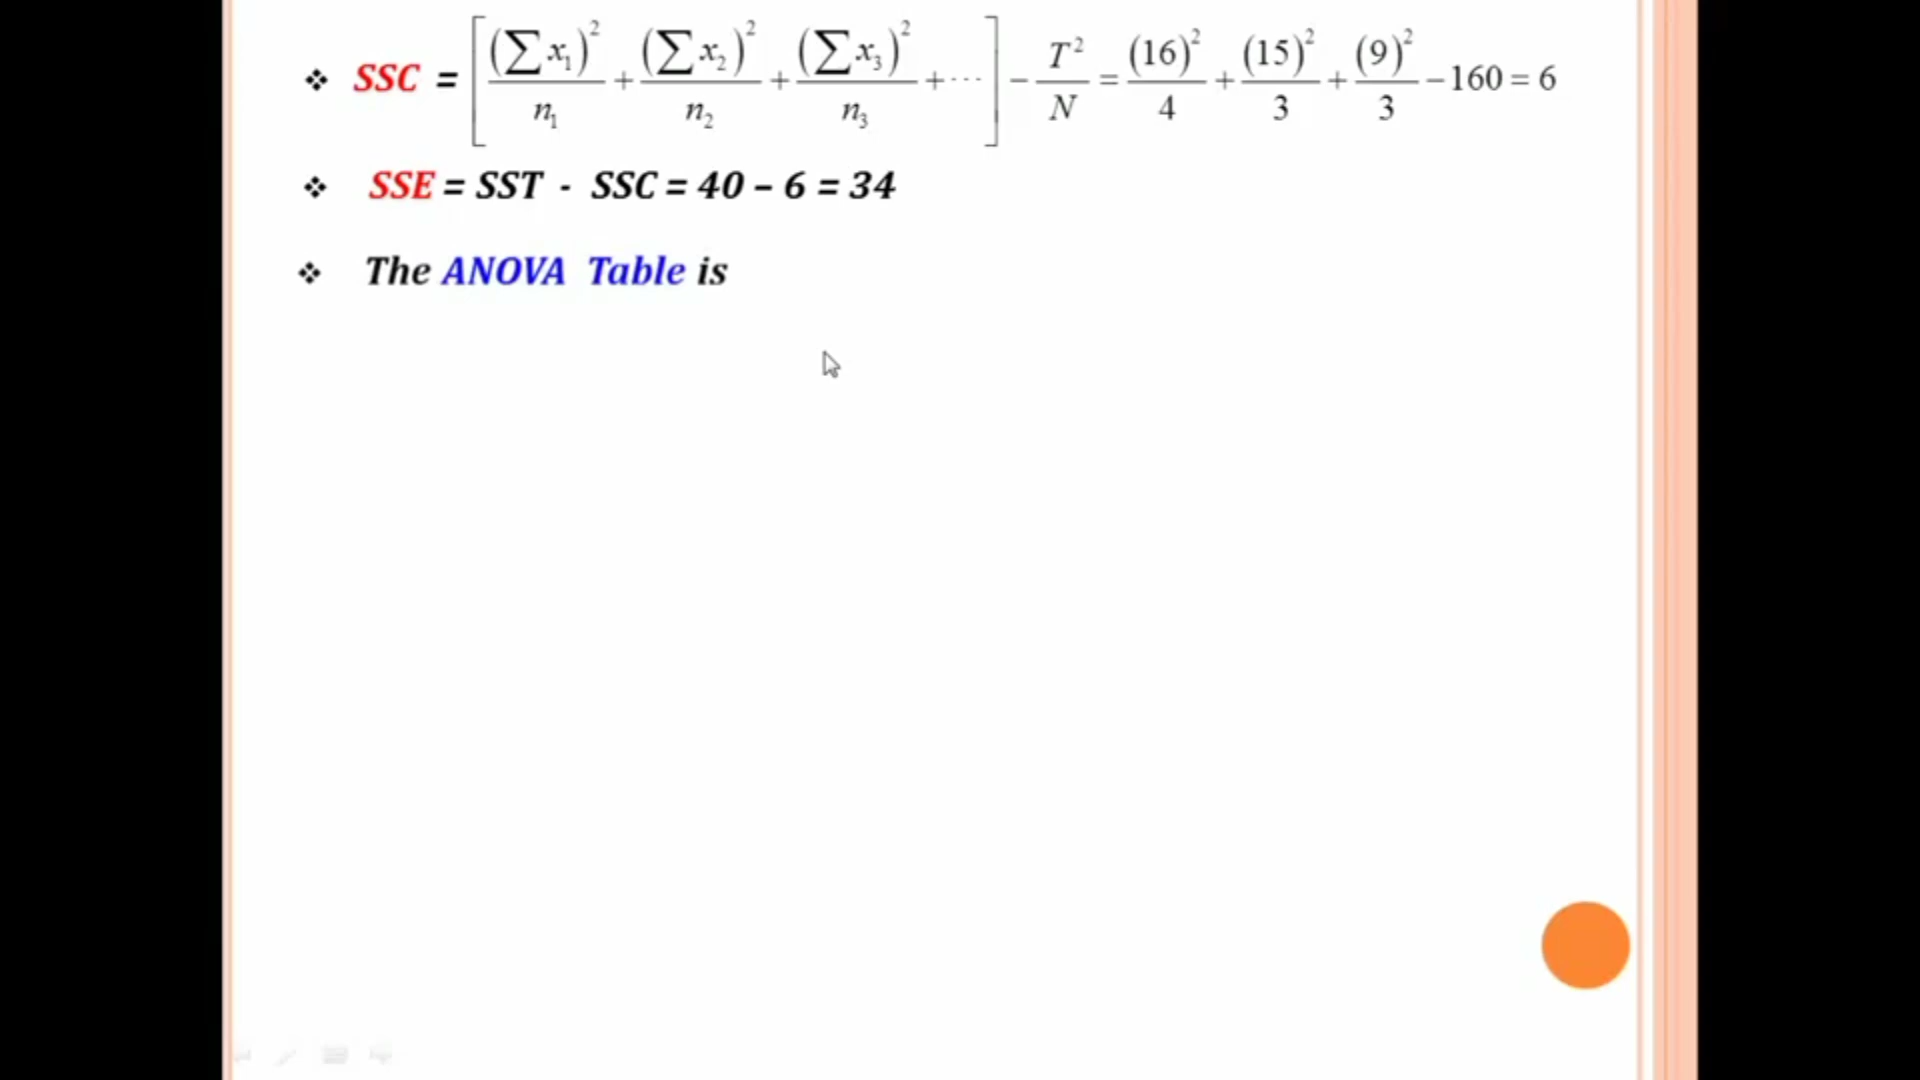 ❖ SSC = [ (∑x₁)²/n₁ + (∑x₂)²/n₂ + (∑x₃)²/n₃ + ⋯ ] − T²/N = (16)²/4 + (15)²/3 + (9)²/3 − 160 = 6
❖ SSE = SST - SSC = 40 – 6 = 34
❖ The ANOVA Table is